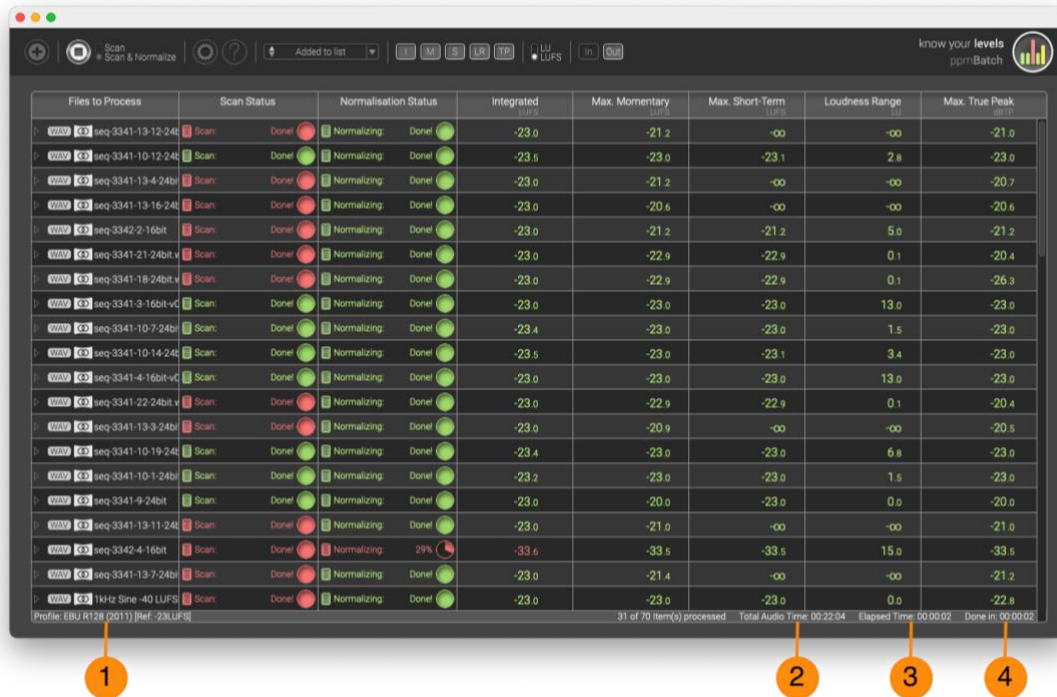 Scan
Scan & Normalize
Added to list
I M S LR TP
LU
LUFS
In Out
know your levels
ppmBatch
Files to Process Scan Status Normalisation Status Integrated Max. Momentary Max. Short-Term Loudness Range Max. True Peak
LUFS LUFS LUFS LU dBTP
WAV seq-3341-13-12-24b Scan: Done! Normalizing: Done! -23.0 -21.2 -∞ -∞ -21.0
WAV seq-3341-10-12-24b Scan: Done! Normalizing: Done! -23.5 -23.0 -23.1 2.8 -23.0
WAV seq-3341-13-4-24bi Scan: Done! Normalizing: Done! -23.0 -21.2 -∞ -∞ -20.7
WAV seq-3341-13-16-24b Scan: Done! Normalizing: Done! -23.0 -20.6 -∞ -∞ -20.6
WAV seq-3342-2-16bit Scan: Done! Normalizing: Done! -23.0 -21.2 -21.2 5.0 -21.2
WAV seq-3341-21-24bit.v Scan: Done! Normalizing: Done! -23.0 -22.9 -22.9 0.1 -20.4
WAV seq-3341-18-24bit.v Scan: Done! Normalizing: Done! -23.0 -22.9 -22.9 0.1 -26.3
WAV seq-3341-3-16bit-v0 Scan: Done! Normalizing: Done! -23.0 -23.0 -23.0 13.0 -23.0
WAV seq-3341-10-7-24bi Scan: Done! Normalizing: Done! -23.4 -23.0 -23.0 1.5 -23.0
WAV seq-3341-10-14-24b Scan: Done! Normalizing: Done! -23.5 -23.0 -23.1 3.4 -23.0
WAV seq-3341-4-16bit-v0 Scan: Done! Normalizing: Done! -23.0 -23.0 -23.0 13.0 -23.0
WAV seq-3341-22-24bit.v Scan: Done! Normalizing: Done! -23.0 -22.9 -22.9 0.1 -20.4
WAV seq-3341-13-3-24bi Scan: Done! Normalizing: Done! -23.0 -20.9 -∞ -∞ -20.5
WAV seq-3341-10-19-24b Scan: Done! Normalizing: Done! -23.4 -23.0 -23.0 6.8 -23.0
WAV seq-3341-10-1-24bi Scan: Done! Normalizing: Done! -23.2 -23.0 -23.0 1.5 -23.0
WAV seq-3341-9-24bit Scan: Done! Normalizing: Done! -23.0 -20.0 -23.0 0.0 -20.0
WAV seq-3341-13-11-24b Scan: Done! Normalizing: Done! -23.0 -21.0 -∞ -∞ -21.0
WAV seq-3342-4-16bit Scan: Done! Normalizing: 29% -33.6 -33.5 -33.5 15.0 -33.5
WAV seq-3341-13-7-24bi Scan: Done! Normalizing: Done! -23.0 -21.4 -∞ -∞ -21.2
WAV 1kHz Sine -40 LUFS Scan: Done! Normalizing: Done! -23.0 -23.0 -23.0 0.0 -22.8
Profile: EBU R128 (2011) [Ref: -23LUFS] 31 of 70 Item(s) processed Total Audio Time: 00:22:04 Elapsed Time: 00:00:02 Done in: 00:00:02
1 2 3 4